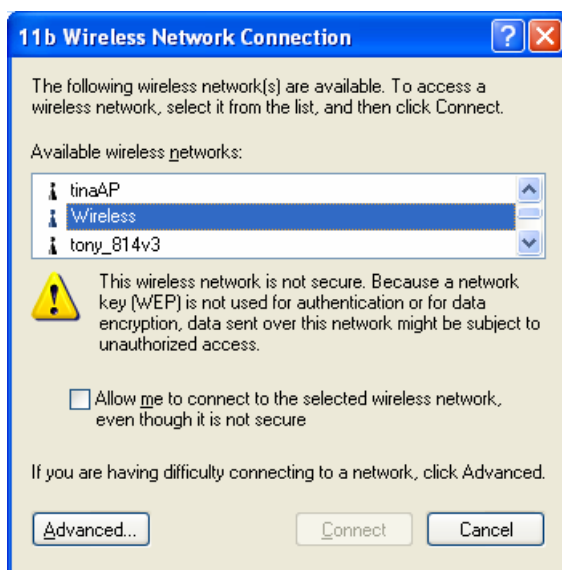 11b Wireless Network Connection
The following wireless network(s) are available. To access a
wireless network, select it from the list, and then click Connect.
Available wireless networks:
tinaAP
Wireless
tony_814v3
This wireless network is not secure. Because a network
key (WEP) is not used for authentication or for data
encryption, data sent over this network might be subject to
unauthorized access.
Allow me to connect to the selected wireless network,
even though it is not secure
If you are having difficulty connecting to a network, click Advanced.
Advanced... Connect Cancel